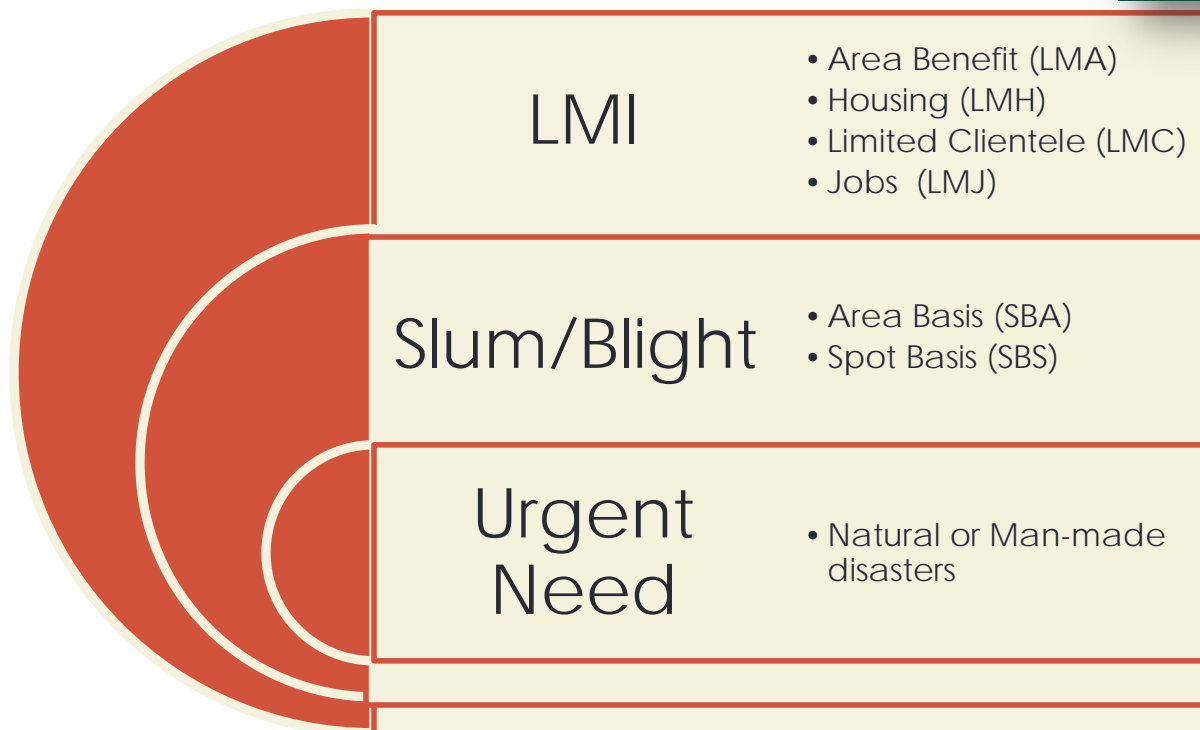 LMI
• Area Benefit (LMA)
• Housing (LMH)
• Limited Clientele (LMC)
• Jobs  (LMJ)
Slum/Blight
• Area Basis (SBA)
• Spot Basis (SBS)
Urgent
Need
• Natural or Man-made
disasters